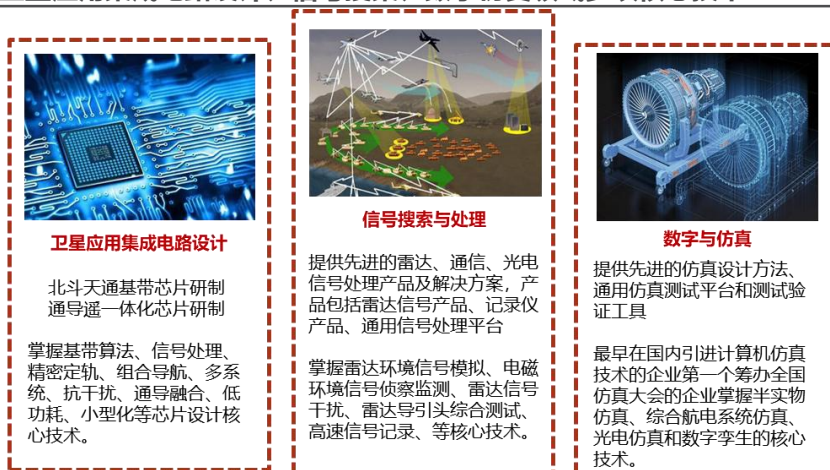 卫星应用集成电路设计
北斗天通基带芯片研制
通导遥一体化芯片研制
掌握基带算法、信号处理、
精密定轨、组合导航、多系
统、抗干扰、通导融合、低
功耗、小型化等芯片设计核
心技术。
信号搜索与处理
提供先进的雷达、通信、光电
信号处理产品及解决方案，产
品包括雷达信号产品、记录仪
产品、通用信号处理平台
掌握雷达环境信号模拟、电磁
环境信号侦察监测、雷达信号
干扰、雷达导引头综合测试、
高速信号记录、等核心技术。
数字与仿真
提供先进的仿真设计方法、
通用仿真测试平台和测试验
证工具
最早在国内引进计算机仿真
技术的企业第一个筹办全国
仿真大会的企业掌握半实物
仿真、综合航电系统仿真、
光电仿真和数字孪生的核心
技术。